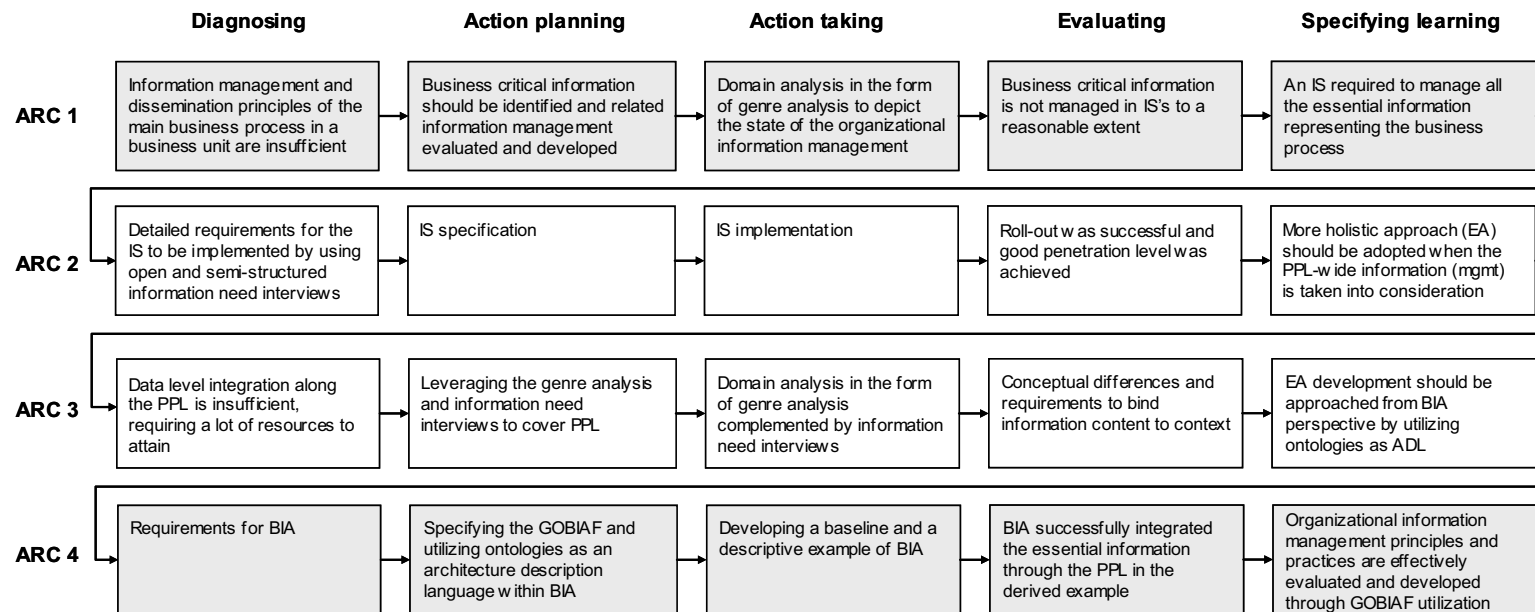 Diagnosing
Action planning
Action taking
Evaluating
Specifying learning
ARC 1
Information management and
dissemination principles of the
main business process in a
business unit are insufficient
Business critical information
should be identified and related
information management
evaluated and developed
Domain analysis in the form
of genre analysis to depict
the state of the organizational
information management
Business critical information
is not managed in IS's to a
reasonable extent
An IS required to manage all
the essential information
representing the business
process
ARC 2
Detailed requirements for the
IS to be implemented by using
open and semi-structured
information need interviews
IS specification
IS implementation
Roll-out was successful and
good penetration level was
achieved
More holistic approach (EA)
should be adopted when the
PPL-wide information (mgmt)
is taken into consideration
ARC 3
Data level integration along
the PPL is insufficient,
requiring a lot of resources to
attain
Leveraging the genre analysis
and information need
interviews to cover PPL
Domain analysis in the form
of genre analysis
complemented by information
need interviews
Conceptual differences and
requirements to bind
information content to context
EA development should be
approached from BIA
perspective by utilizing
ontologies as ADL
ARC 4
Requirements for BIA
Specifying the GOBIAF and
utilizing ontologies as an
architecture description
language within BIA
Developing a baseline and a
descriptive example of BIA
BIA successfully integrated
the essential information
through the PPL in the
derived example
Organizational information
management principles and
practices are effectively
evaluated and developed
through GOBIAF utilization